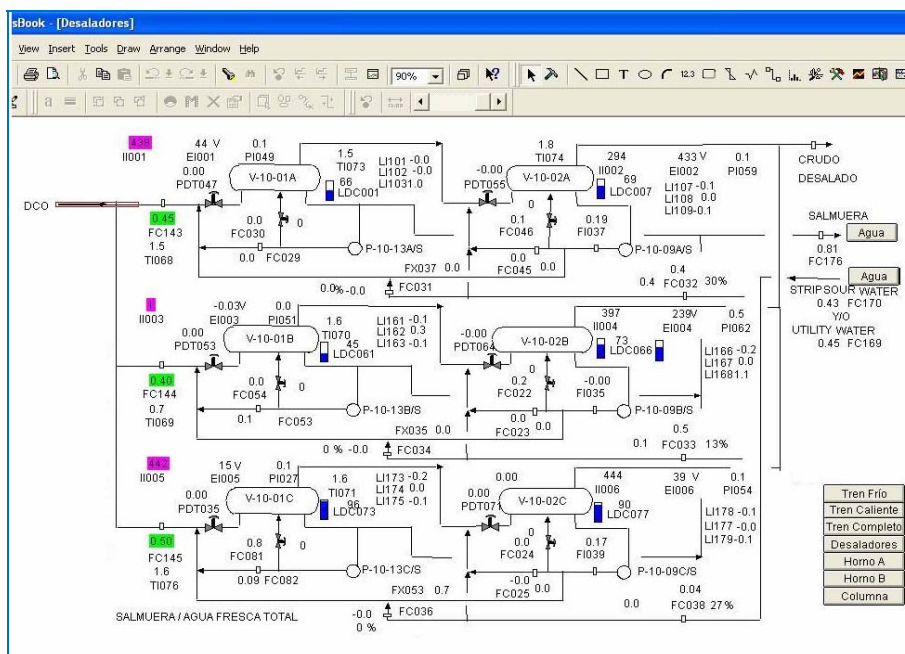 sBook - [Desaladores]
View Insert Tools Draw Arrange Window Help
90%
T 12.3
a =
438
II001
44 V
EI001
0.1
PI049
1.5
TI073
LI101 -0.0
LI102 -0.0
LI1031.0
1.8
TI074
294
II002
433 V
EI002
0.1
PI059
CRUDO
DESALADO
0.00
PDT047
V-10-01A
66
LDC001
-0.00
PDT055
V-10-02A
69
LDC007
LI107 -0.1
LI108 0.0
LI109-0.1
DCO
0.45
FC143
1.5
TI068
0.0
FC030
0
0.0
FC029
P-10-13A/S
0.1
FC046
0
0.19
FI037
P-10-09A/S
0.0
FC045
0.0
FX037 0.0
SALMUERA
Agua
0.81
FC176
0.0% -0.0
FC031
0.4
0.4
FC032 30%
Agua
STRIPSOUR WATER
0.43 FC170
Y/O
UTILITY WATER
0.45 FC169
1
II003
-0.03V
EI003
0.0
PI051
1.6
TI070
LI161 -0.1
LI162 0.3
LI163 -0.1
397
II004
239V
EI004
0.5
PI062
0.00
PDT053
V-10-01B
45
LDC061
-0.00
PDT064
V-10-02B
73
LDC066
LI166 -0.2
LI167 0.0
LI1681.1
0.40
FC144
0.7
TI069
0.0
FC054
0
0.1
FC053
P-10-13B/S
0.2
FC022
0
-0.00
FI035
P-10-09B/S
0.0
FC023
0.0
FX035 0.0
0 % -0.0
FC034
0.1
0.5
FC033 13%
442
II005
15 V
EI005
0.1
PI027
1.6
TI071
LI173 -0.2
LI174 0.0
LI175 -0.1
0.00
444
II006
39 V
EI006
0.1
PI054
0.00
PDT035
V-10-01C
96
LDC073
PDT071
V-10-02C
90
LDC077
LI178 -0.1
LI177 -0.0
LI179-0.1
0.50
FC145
1.6
TI076
0.8
FC081
0
0.09 FC082
P-10-13C/S
0.0
FC024
0
0.17
FI039
P-10-09C/S
-0.0
FC025
0.0
FX053 0.7
SALMUERA / AGUA FRESCA TOTAL
-0.0
0 %
FC036
0.0
0.04
FC038 27%
Tren Frío
Tren Caliente
Tren Completo
Desaladores
Horno A
Horno B
Columna